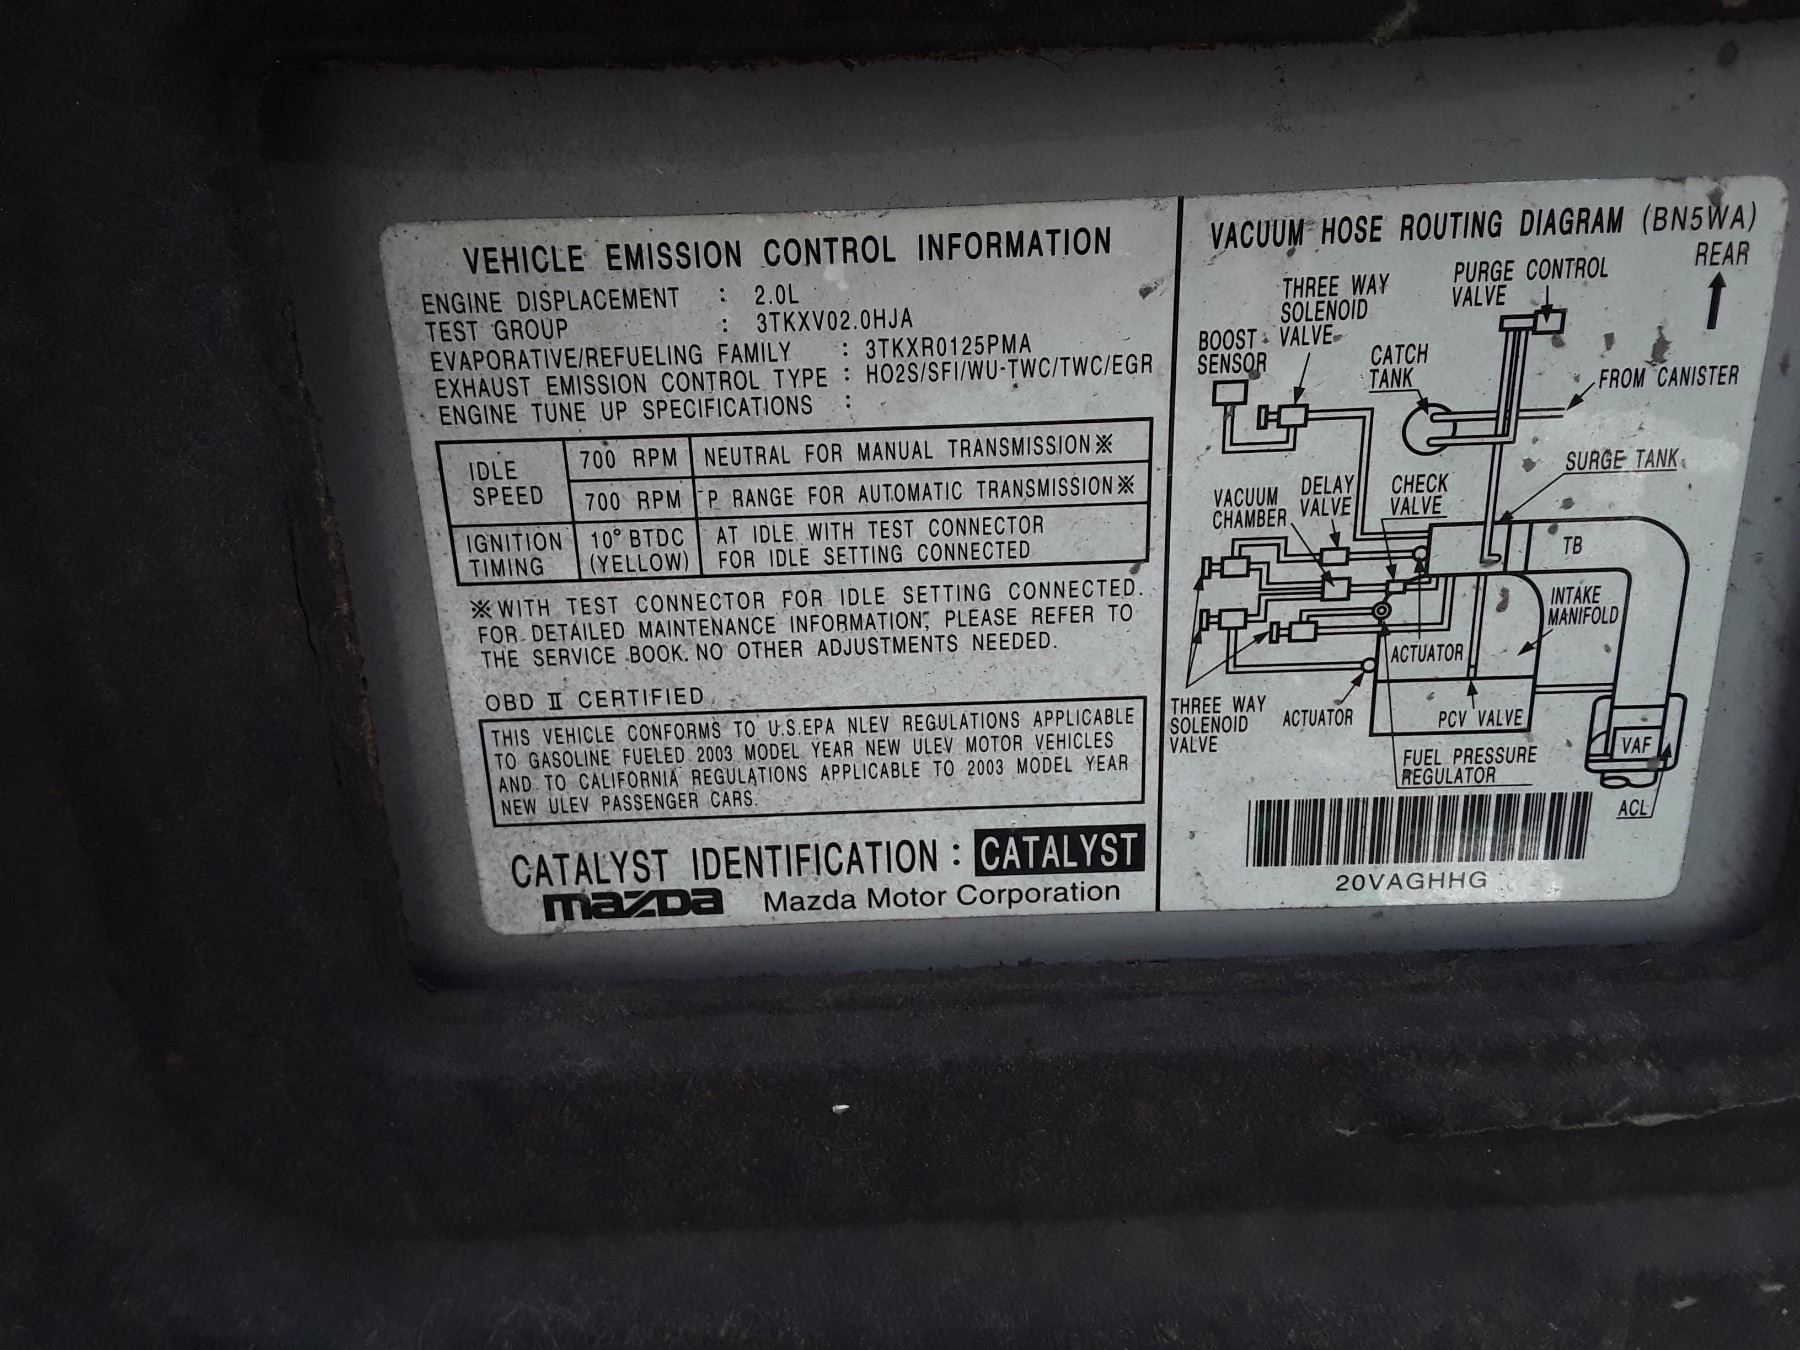 VEHICLE EMISSION CONTROL INFORMATION
ENGINE DISPLACEMENT : 2.0L
TEST GROUP : 3TKXV02.0HJA
EVAPORATIVE/REFUELING FAMILY : 3TKXR0125PMA
EXHAUST EMISSION CONTROL TYPE : HO2S/SFI/WU-TWC/TWC/EGR
ENGINE TUNE UP SPECIFICATIONS :
IDLE SPEED 700 RPM NEUTRAL FOR MANUAL TRANSMISSION※
700 RPM P RANGE FOR AUTOMATIC TRANSMISSION※
IGNITION TIMING 10° BTDC (YELLOW) AT IDLE WITH TEST CONNECTOR
FOR IDLE SETTING CONNECTED
※WITH TEST CONNECTOR FOR IDLE SETTING CONNECTED.
FOR DETAILED MAINTENANCE INFORMATION, PLEASE REFER TO
THE SERVICE BOOK. NO OTHER ADJUSTMENTS NEEDED.
OBD II CERTIFIED
THIS VEHICLE CONFORMS TO U.S.EPA NLEV REGULATIONS APPLICABLE
TO GASOLINE FUELED 2003 MODEL YEAR NEW ULEV MOTOR VEHICLES
AND TO CALIFORNIA REGULATIONS APPLICABLE TO 2003 MODEL YEAR
NEW ULEV PASSENGER CARS.
CATALYST IDENTIFICATION : CATALYST
mazDa Mazda Motor Corporation
VACUUM HOSE ROUTING DIAGRAM (BN5WA)
REAR
PURGE CONTROL
VALVE
THREE WAY
SOLENOID
VALVE
BOOST
SENSOR
CATCH
TANK
FROM CANISTER
SURGE TANK
VACUUM
CHAMBER
DELAY
VALVE
CHECK
VALVE
TB
INTAKE
MANIFOLD
ACTUATOR
THREE WAY
SOLENOID
VALVE
ACTUATOR
PCV VALVE
VAF
FUEL PRESSURE
REGULATOR
ACL
20VAGHHG